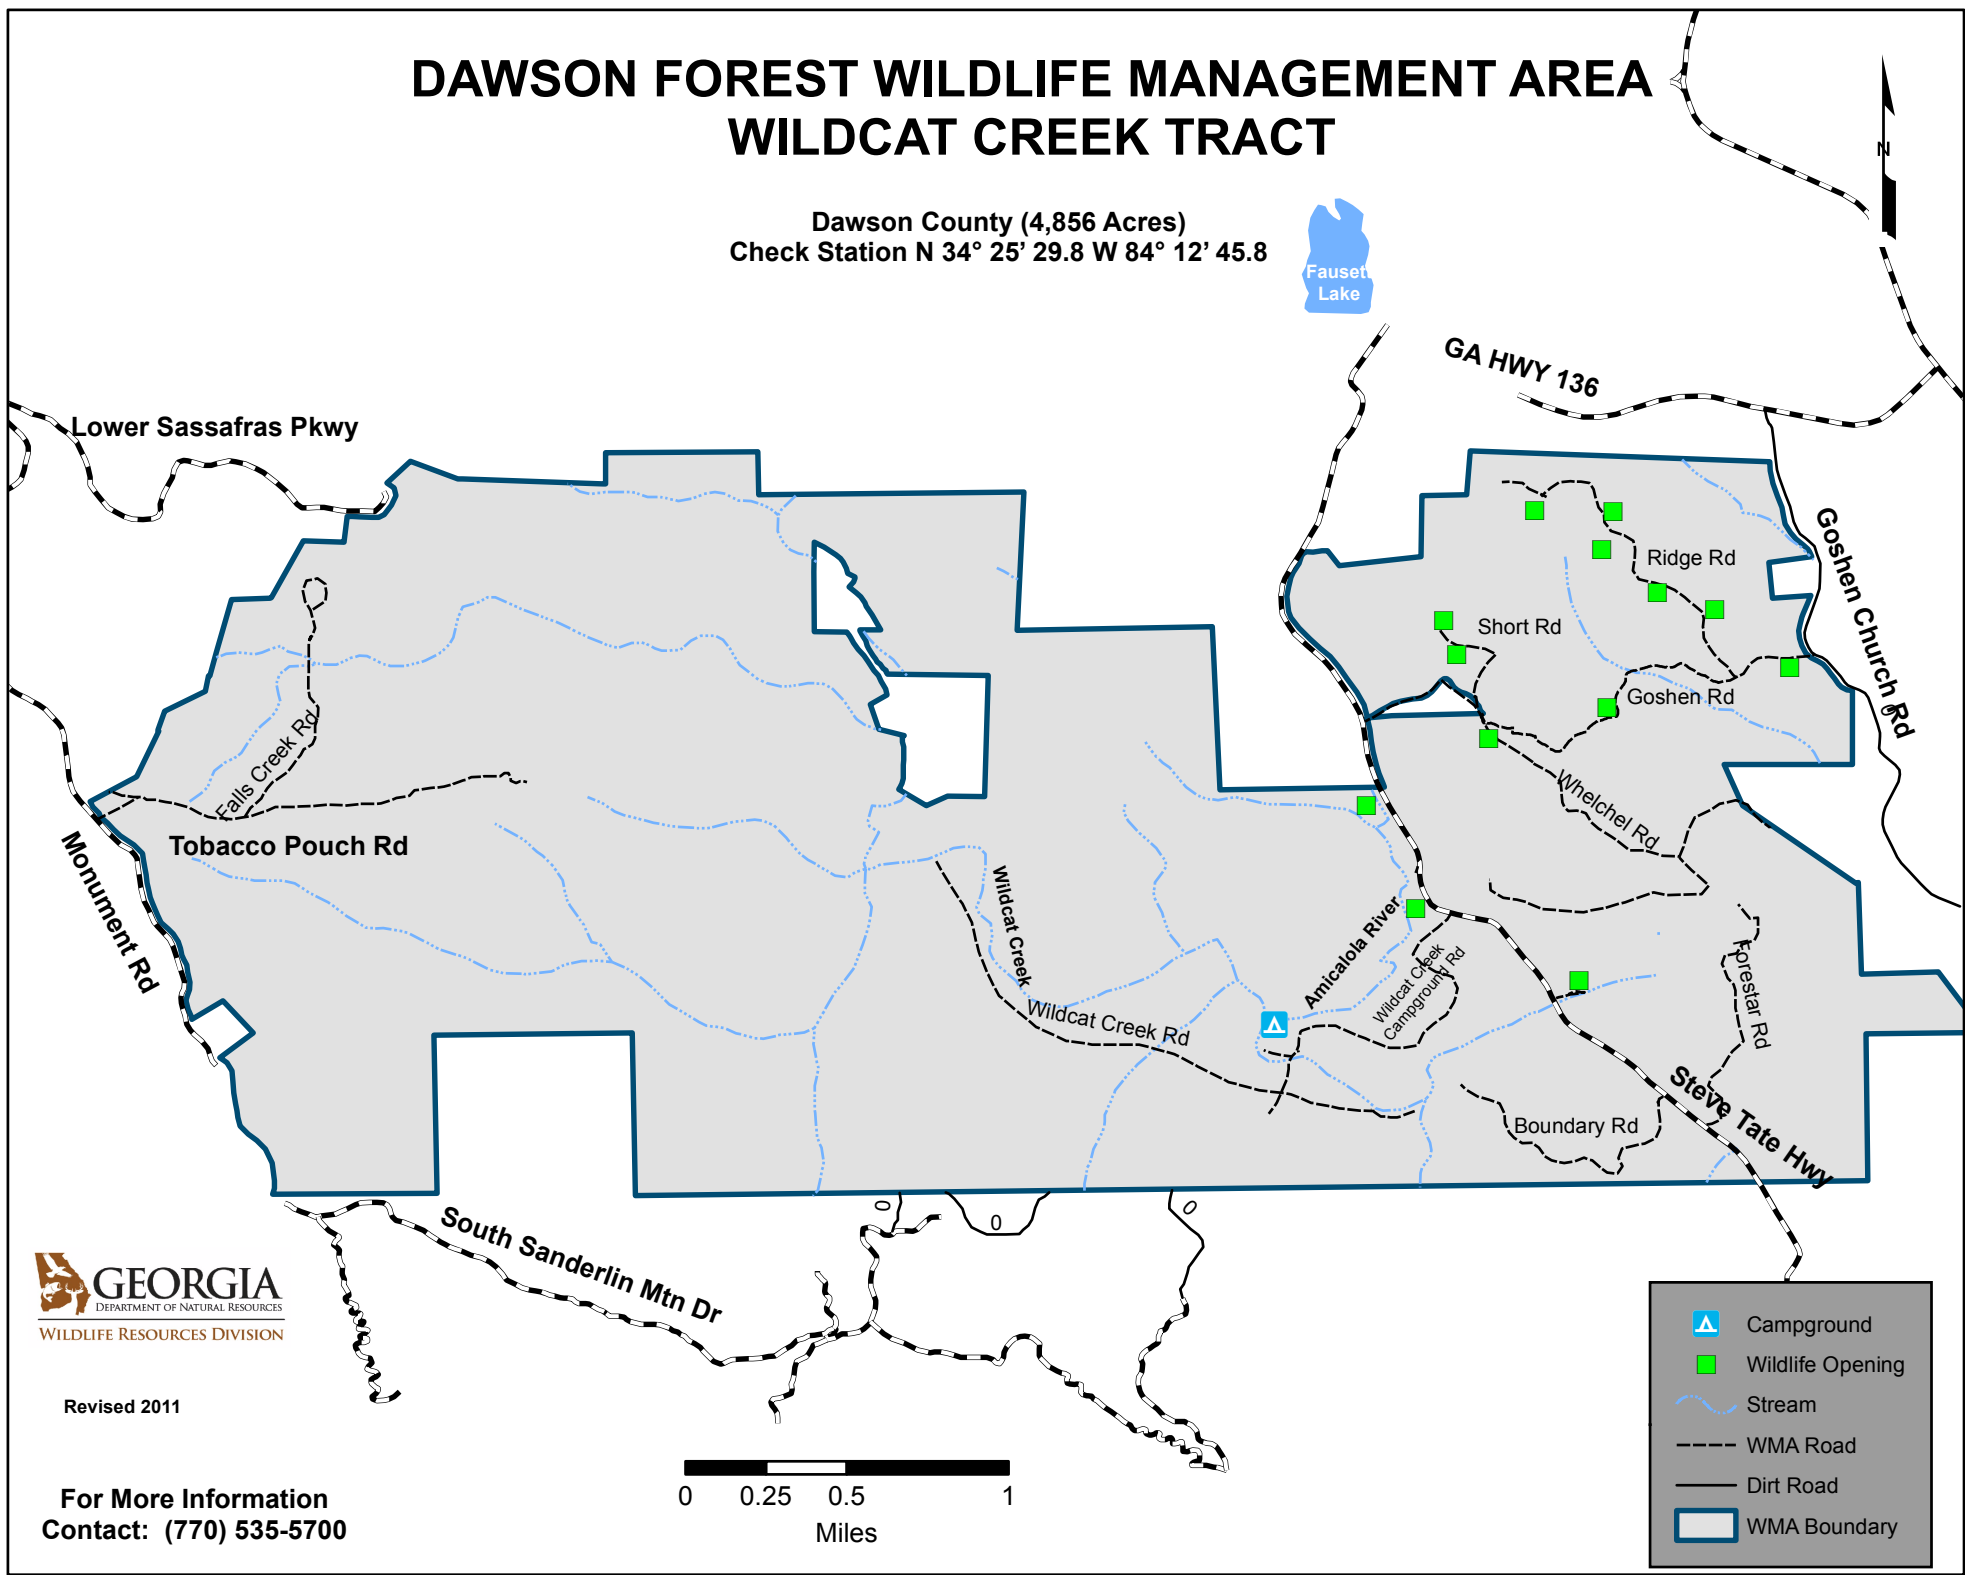 DAWSON FOREST WILDLIFE MANAGEMENT AREA
WILDCAT CREEK TRACT
N
Dawson County (4,856 Acres)
Check Station N 34° 25’ 29.8 W 84° 12’ 45.8
Fausett
Lake
GA HWY 136
Lower Sassafras Pkwy
Goshen Church Rd
0
Ridge Rd
Short Rd
Goshen Rd
Falls Creek Rd
Whelchel Rd
Tobacco Pouch Rd
Monument Rd
Wildcat Creek
Amicalola River
Wildcat Creek
Campground Rd
Forestar Rd
Wildcat Creek Rd
Steve Tate Hwy
Boundary Rd
0
0
0
South Sanderlin Mtn Dr
GEORGIA
DEPARTMENT OF NATURAL RESOURCES
WILDLIFE RESOURCES DIVISION
Revised 2011
For More Information
Contact: (770) 535-5700
0 0.25 0.5 1
Miles
Campground
Wildlife Opening
Stream
WMA Road
Dirt Road
WMA Boundary